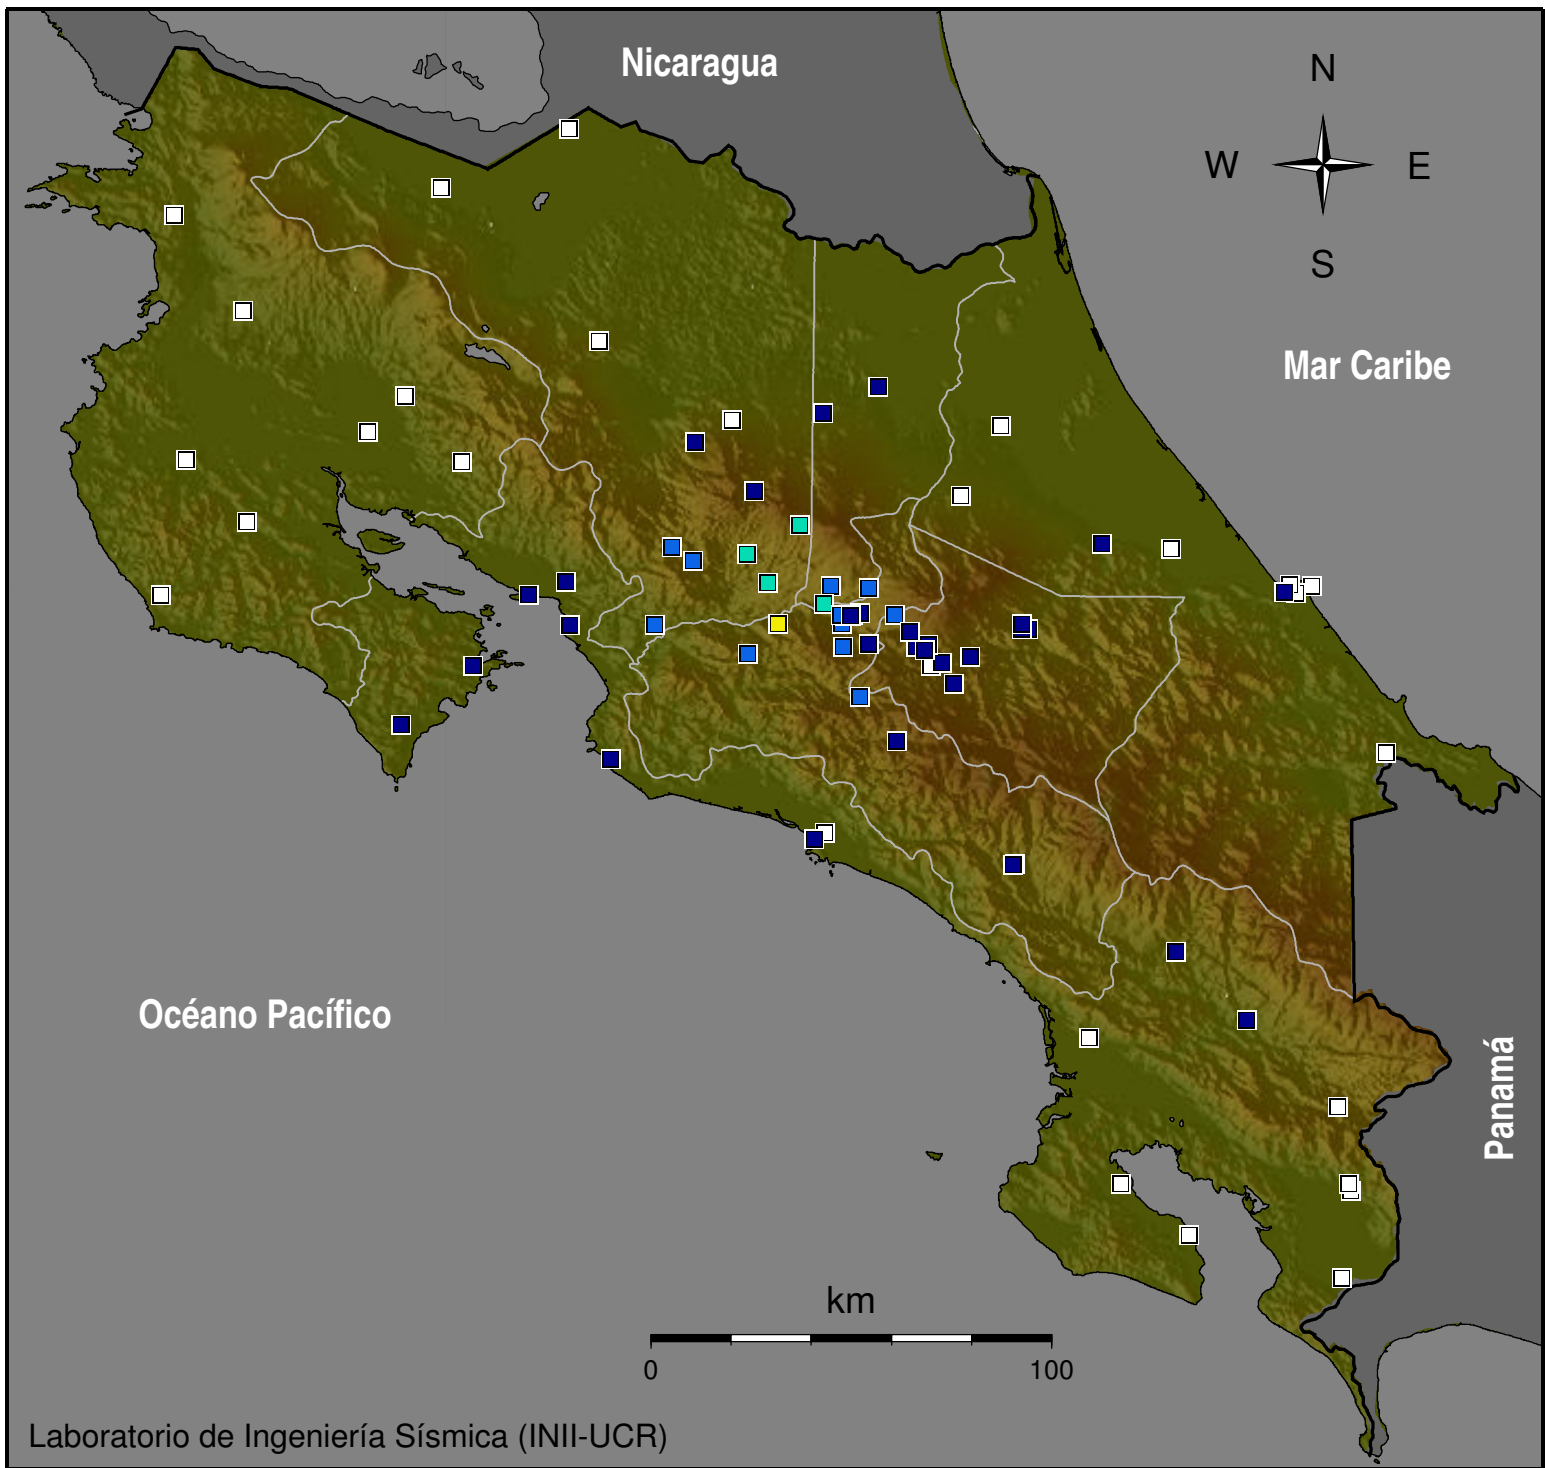 Nicaragua
N
W
E
S
Mar Caribe
Océano Pacífico
Panamá
km
0
100
Laboratorio de Ingeniería Sísmica (INII-UCR)